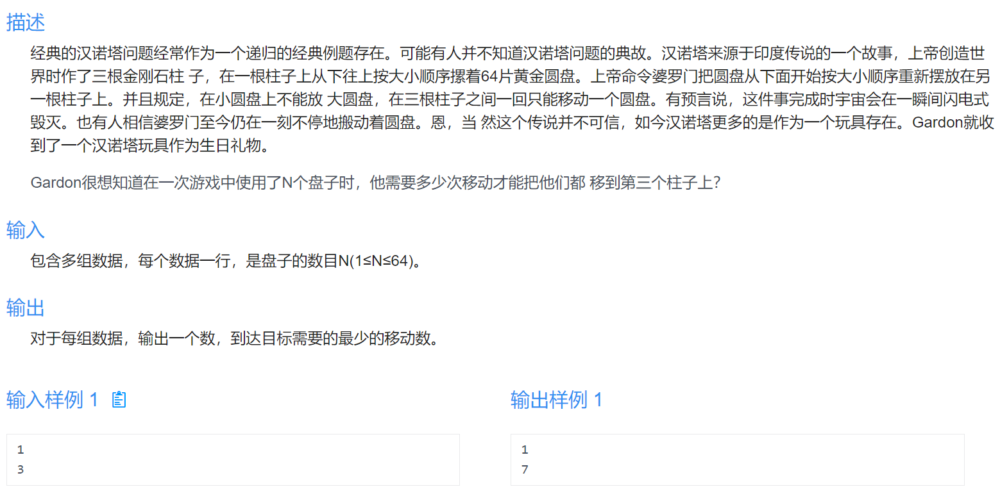 描述
经典的汉诺塔问题经常作为一个递归的经典例题存在。可能有人并不知道汉诺塔问题的典故。汉诺塔来源于印度传说的一个故事，上帝创造世
界时作了三根金刚石柱 子，在一根柱子上从下往上按大小顺序摞着64片黄金圆盘。上帝命令婆罗门把圆盘从下面开始按大小顺序重新摆放在另
一根柱子上。并且规定，在小圆盘上不能放 大圆盘，在三根柱子之间一回只能移动一个圆盘。有预言说，这件事完成时宇宙会在一瞬间闪电式
毁灭。也有人相信婆罗门至今仍在一刻不停地搬动着圆盘。恩，当 然这个传说并不可信，如今汉诺塔更多的是作为一个玩具存在。Gardon就收
到了一个汉诺塔玩具作为生日礼物。
Gardon很想知道在一次游戏中使用了N个盘子时，他需要多少次移动才能把他们都 移到第三个柱子上？
输入
包含多组数据，每个数据一行，是盘子的数目N(1≤N≤64)。
输出
对于每组数据，输出一个数，到达目标需要的最少的移动数。
输入样例 1
1
3
输出样例 1
1
7